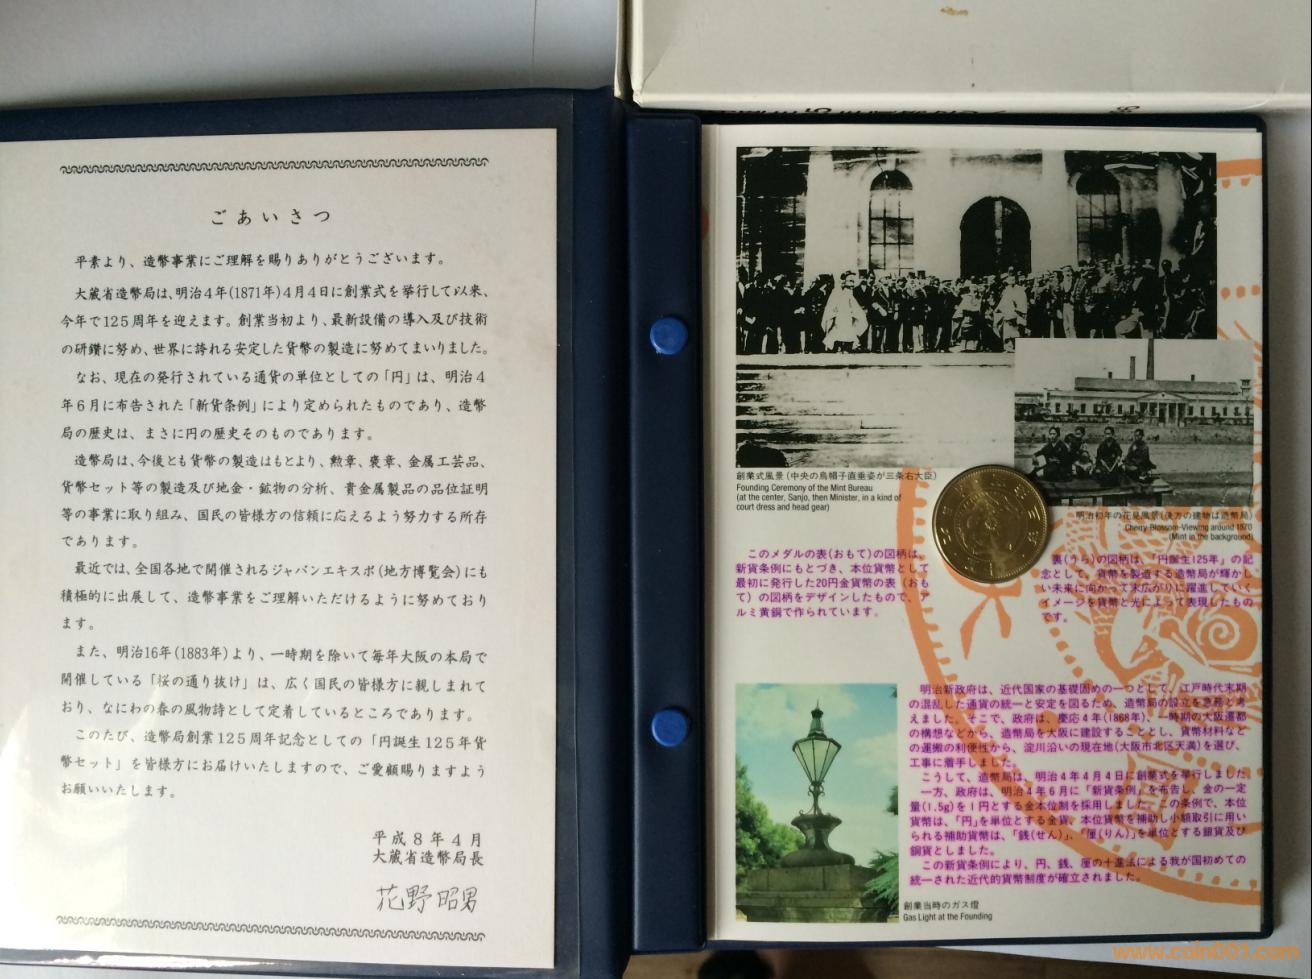 ごあいさつ
平素より、造幣事業にご理解を賜りありがとうございます。
大蔵省造幣局は、明治4年(1871年)4月4日に創業式を挙行して以来、
今年で125周年を迎えます。創業当初より、最新設備の導入及び技術
の研鑽に努め、世界に誇れる安定した貨幣の製造に努めてまいりました。
なお、現在の発行されている通貨の単位としての「円」は、明治4
年6月に布告された「新貨条例」により定められたものであり、造幣
局の歴史は、まさに円の歴史そのものであります。
造幣局は、今後とも貨幣の製造はもとより、勲章、褒章、金属工芸品、
貨幣セット等の製造及び地金・鉱物の分析、貴金属製品の品位証明
等の事業に取り組み、国民の皆様方の信頼に応えるよう努力する所存
であります。
最近では、全国各地で開催されるジャパンエキスポ(地方博覧会)にも
積極的に出展して、造幣事業をご理解いただけるように努めており
ます。
また、明治16年(1883年)より、一時期を除いて毎年大阪の本局で
開催している「桜の通り抜け」は、広く国民の皆様方に親しまれて
おり、なにわの春の風物詩として定着しているところであります。
このたび、造幣局創業125周年記念としての「円誕生125年貨
幣セット」を皆様方にお届けいたしますので、ご愛顧賜りますよう
お願いいたします。
平成8年4月
大蔵省造幣局長
花野昭男
創業式風景(中央の烏帽子直垂姿が三条右大臣)
Founding Ceremony of the Mint Bureau
(at the center, Sanjo, then Minister, in a kind of
court dress and head gear)
明治初年の花見風景(後方の建物は造幣局)
Cherry-Blossom-Viewing around 1870
(Mint in the background)
このメダルの表(おもて)の図柄は、
新貨条例にもとづき、本位貨幣として
最初に発行した20円金貨幣の表(おも
て)の図柄をデザインしたもので、ア
ルミ黄銅で作られています。
裏(うら)の図柄は、「円誕生125年」の記
念として、貨幣を製造する造幣局が輝かし
い未来に向かって末広がりに躍進していく
イメージを貨幣と光によって表現したもの
です。
明治新政府は、近代国家の基礎固めの一つとして、江戸時代末期
の混乱した通貨の統一と安定を図るため、造幣局の設立を急務と考
えました。そこで、政府は、慶応4年(1868年)、一時期の大阪遷都
の構想などから、造幣局を大阪に建設することとし、貨幣材料など
の運搬の利便性から、淀川沿いの現在地(大阪市北区天満)を選び、
工事に着手しました。
こうして、造幣局は、明治4年4月4日に創業式を挙行しました
一方、政府は、明治4年6月に「新貨条例」を布告し、金の一定
量(1.5g)を1円とする金本位制を採用しました。この条例で、本位
貨幣は、「円」を単位とする金貨、本位貨幣を補助し小額取引に用い
られる補助貨幣は、「銭(せん)」、「厘(りん)」を単位とする銀貨及び
銅貨としました。
この新貨条例により、円、銭、厘の十進法による我が国初めての
統一された近代的貨幣制度が確立されました。
創業当時のガス燈
Gas Light at the Founding
www.coin001.com